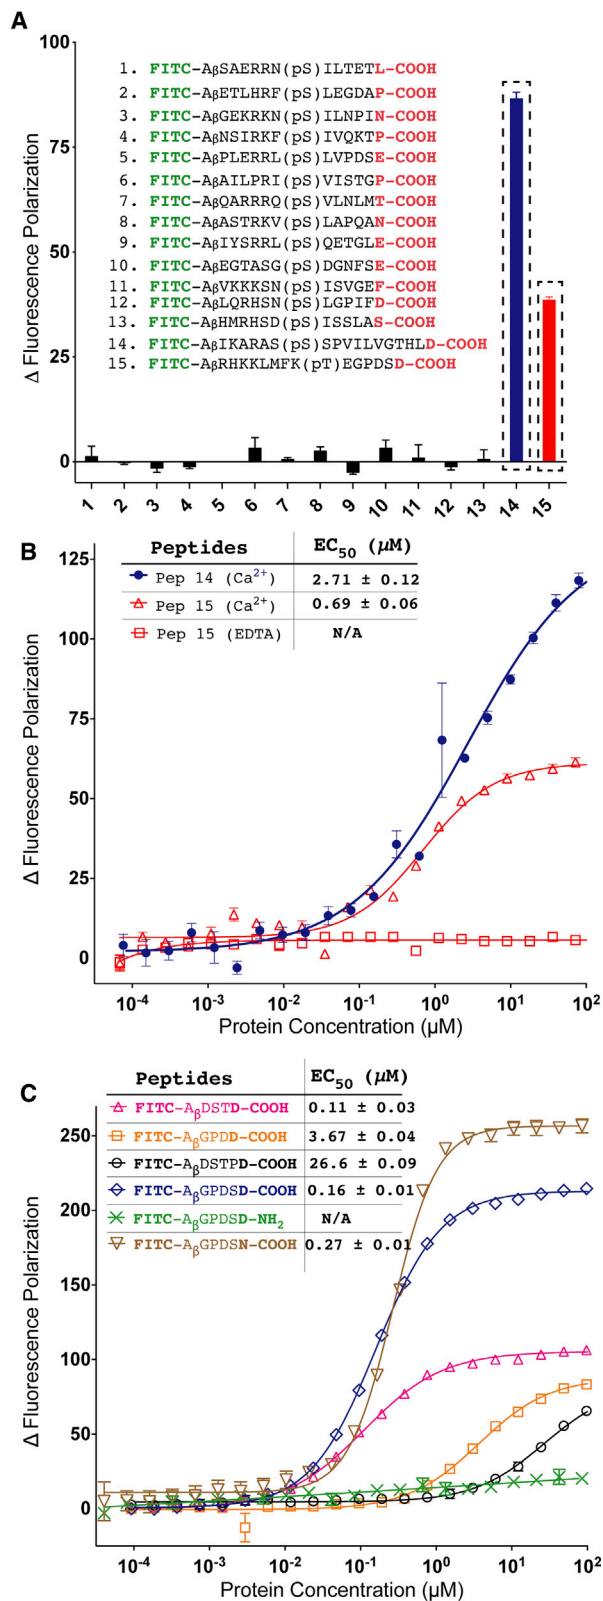 A
Δ Fluorescence Polarization
100
75
50
25
0
1. FITC-AβSAERRN(pS)ILTETL-COOH
2. FITC-AβETLHRF(pS)LEGDAP-COOH
3. FITC-AβGEKRKN(pS)ILNPIN-COOH
4. FITC-AβNSIRKF(pS)IVQKTP-COOH
5. FITC-AβPLERRL(pS)LVPDSE-COOH
6. FITC-AβAILPRI(pS)VISTGP-COOH
7. FITC-AβQARRRQ(pS)VLNLMT-COOH
8. FITC-AβASTRKV(pS)LAPQAN-COOH
9. FITC-AβIYSRRL(pS)QETGLE-COOH
10. FITC-AβEGTASG(pS)DGNFSE-COOH
11. FITC-AβVKKKSN(pS)ISVGEF-COOH
12. FITC-AβLQRHSN(pS)LGPIFD-COOH
13. FITC-AβHMRHSD(pS)ISSLAS-COOH
14. FITC-AβIKARAS(pS)SPVILVGTHLD-COOH
15. FITC-AβRHKKLMFK(pT)EGPDSD-COOH
1 2 3 4 5 6 7 8 9 10 11 12 13 14 15
B
Δ Fluorescence Polarization
125
100
75
50
25
0
Peptides EC50 (µM)
Pep 14 (Ca2+) 2.71 ± 0.12
Pep 15 (Ca2+) 0.69 ± 0.06
Pep 15 (EDTA) N/A
10-4 10-3 10-2 10-1 100 101 102
Protein Concentration (µM)
C
Δ Fluorescence Polarization
250
200
150
100
50
0
Peptides EC50 (µM)
FITC-AβDSTD-COOH 0.11 ± 0.03
FITC-AβGPDD-COOH 3.67 ± 0.04
FITC-AβDSTPD-COOH 26.6 ± 0.09
FITC-AβGPDSD-COOH 0.16 ± 0.01
FITC-AβGPDSD-NH2 N/A
FITC-AβGPDSN-COOH 0.27 ± 0.01
10-4 10-3 10-2 10-1 100 101 102
Protein Concentration (µM)